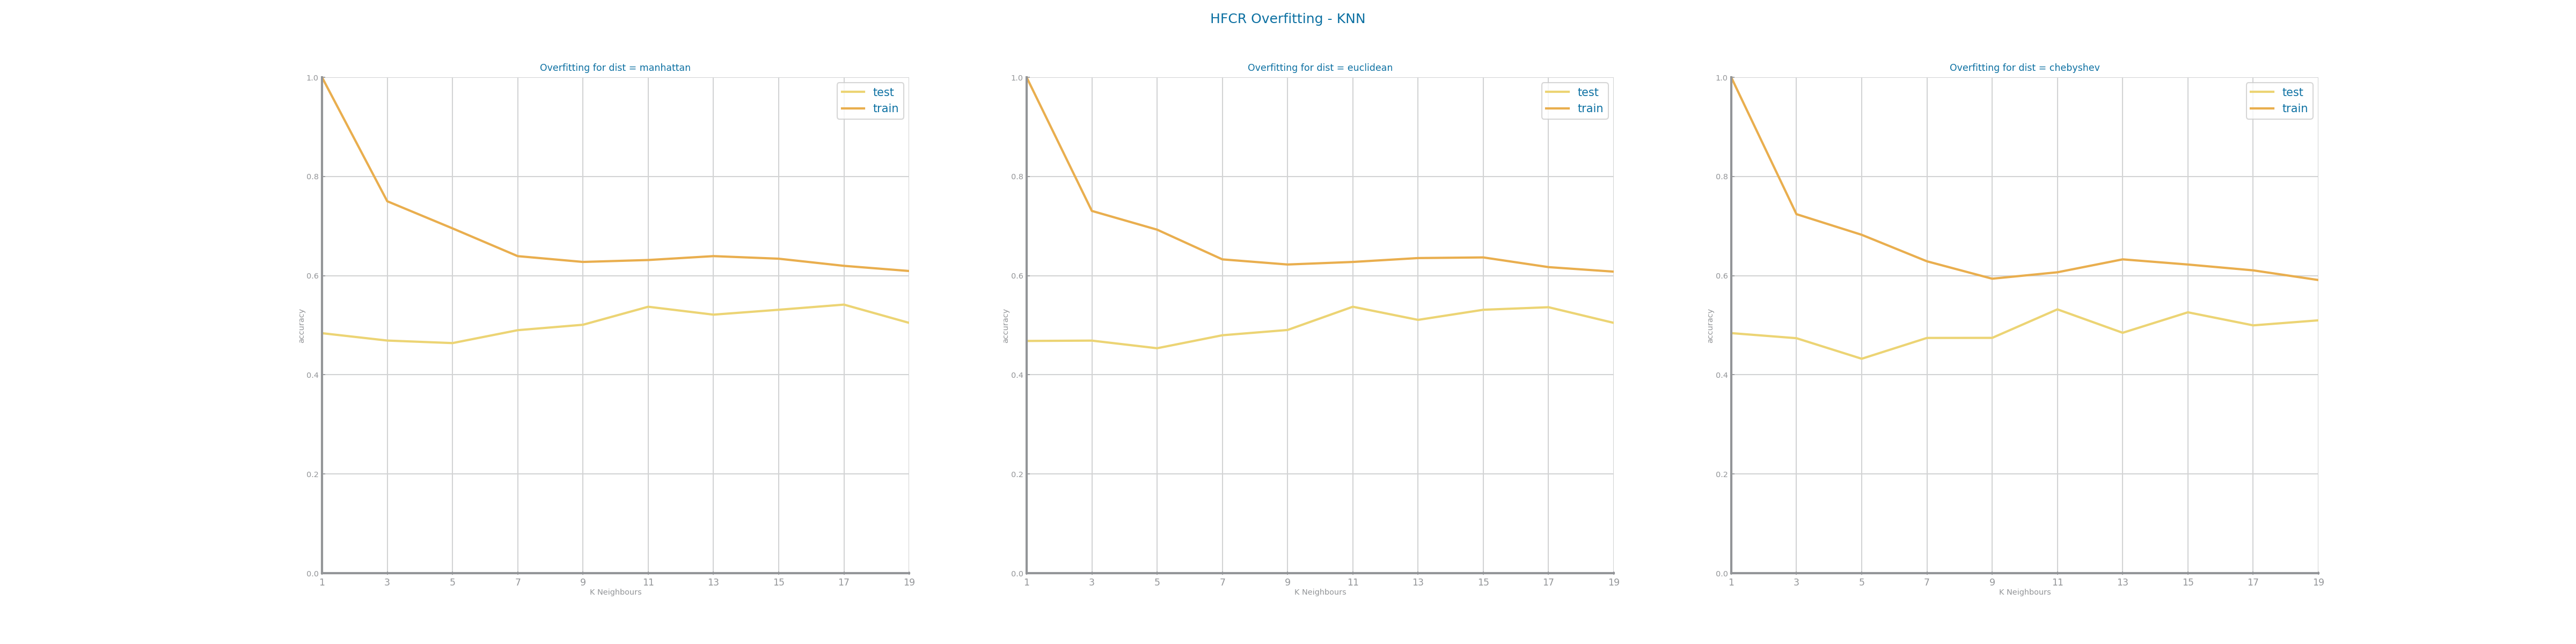 HFCR Overfitting - KNN
Overfitting for dist = manhattan
1.0
0.8
0.6
0.4
0.2
0.0
accuracy
test
train
1 3 5 7 9 11 13 15 17 19
K Neighbours
Overfitting for dist = euclidean
1.0
0.8
0.6
0.4
0.2
0.0
accuracy
test
train
1 3 5 7 9 11 13 15 17 19
K Neighbours
Overfitting for dist = chebyshev
1.0
0.8
0.6
0.4
0.2
0.0
accuracy
test
train
1 3 5 7 9 11 13 15 17 19
K Neighbours